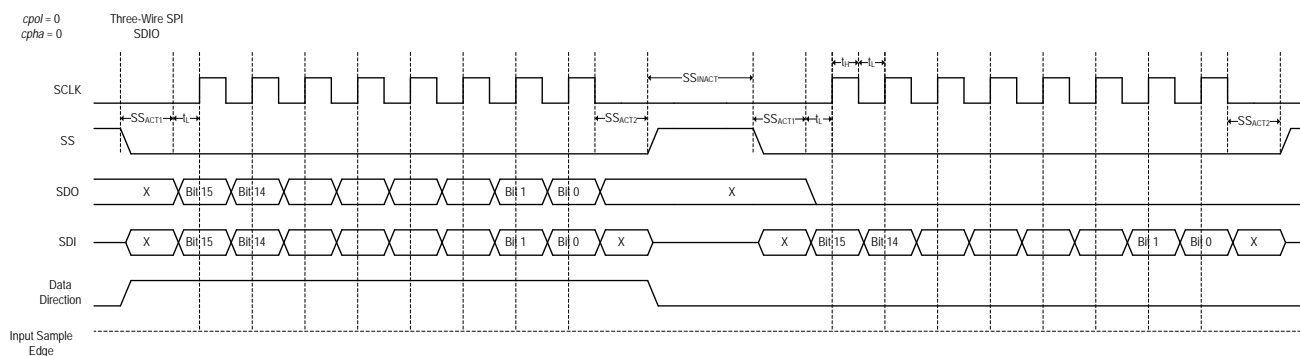 cpol = 0
cpha = 0
Three-Wire SPI
SDIO
SCLK
tH
tL
SSINACT
SSACT1
tL
SSACT2
SSACT1
tL
SSACT2
SS
SDO
X
Bit 15
Bit 14
Bit 1
Bit 0
X
SDI
X
Bit 15
Bit 14
Bit 1
Bit 0
X
X
Bit 15
Bit 14
Bit 1
Bit 0
X
Data
Direction
Input Sample
Edge